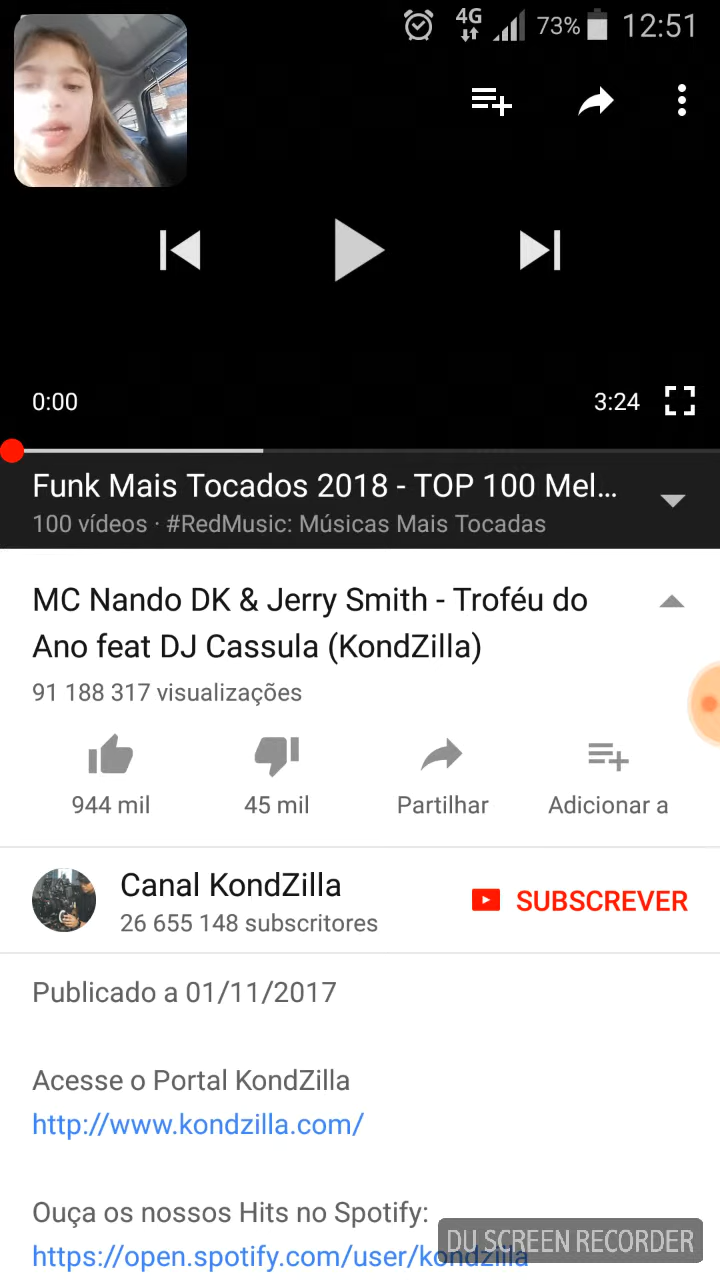 4G 73% 12:51
0:00 3:24
Funk Mais Tocados 2018 - TOP 100 Mel...
100 vídeos · #RedMusic: Músicas Mais Tocadas
MC Nando DK & Jerry Smith - Troféu do
Ano feat DJ Cassula (KondZilla)
91 188 317 visualizações
944 mil 45 mil Partilhar Adicionar a
Canal KondZilla
26 655 148 subscritores
SUBSCREVER
Publicado a 01/11/2017
Acesse o Portal KondZilla
http://www.kondzilla.com/
Ouça os nossos Hits no Spotify:
https://open.spotify.com/user/kondzilla
DU SCREEN RECORDER